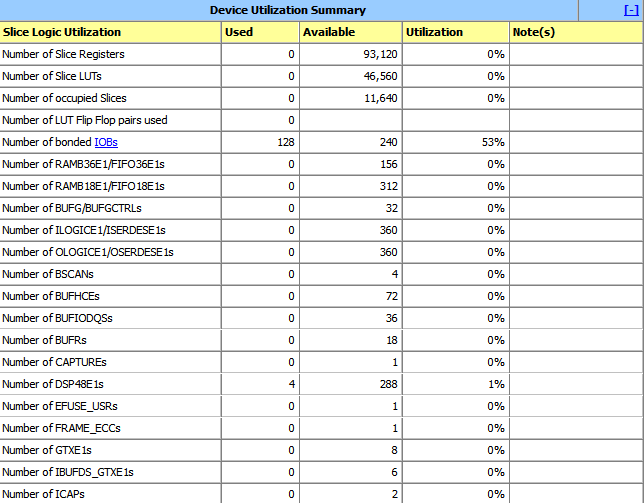 Device Utilization Summary [-]
Slice Logic Utilization Used Available Utilization Note(s)
Number of Slice Registers 0 93,120 0%
Number of Slice LUTs 0 46,560 0%
Number of occupied Slices 0 11,640 0%
Number of LUT Flip Flop pairs used 0
Number of bonded IOBs 128 240 53%
Number of RAMB36E1/FIFO36E1s 0 156 0%
Number of RAMB18E1/FIFO18E1s 0 312 0%
Number of BUFG/BUFGCTRLs 0 32 0%
Number of ILOGICE1/ISERDESE1s 0 360 0%
Number of OLOGICE1/OSERDESE1s 0 360 0%
Number of BSCANs 0 4 0%
Number of BUFHCEs 0 72 0%
Number of BUFIODQSs 0 36 0%
Number of BUFRs 0 18 0%
Number of CAPTUREs 0 1 0%
Number of DSP48E1s 4 288 1%
Number of EFUSE_USRs 0 1 0%
Number of FRAME_ECCs 0 1 0%
Number of GTXE1s 0 8 0%
Number of IBUFDS_GTXE1s 0 6 0%
Number of ICAPs 0 2 0%